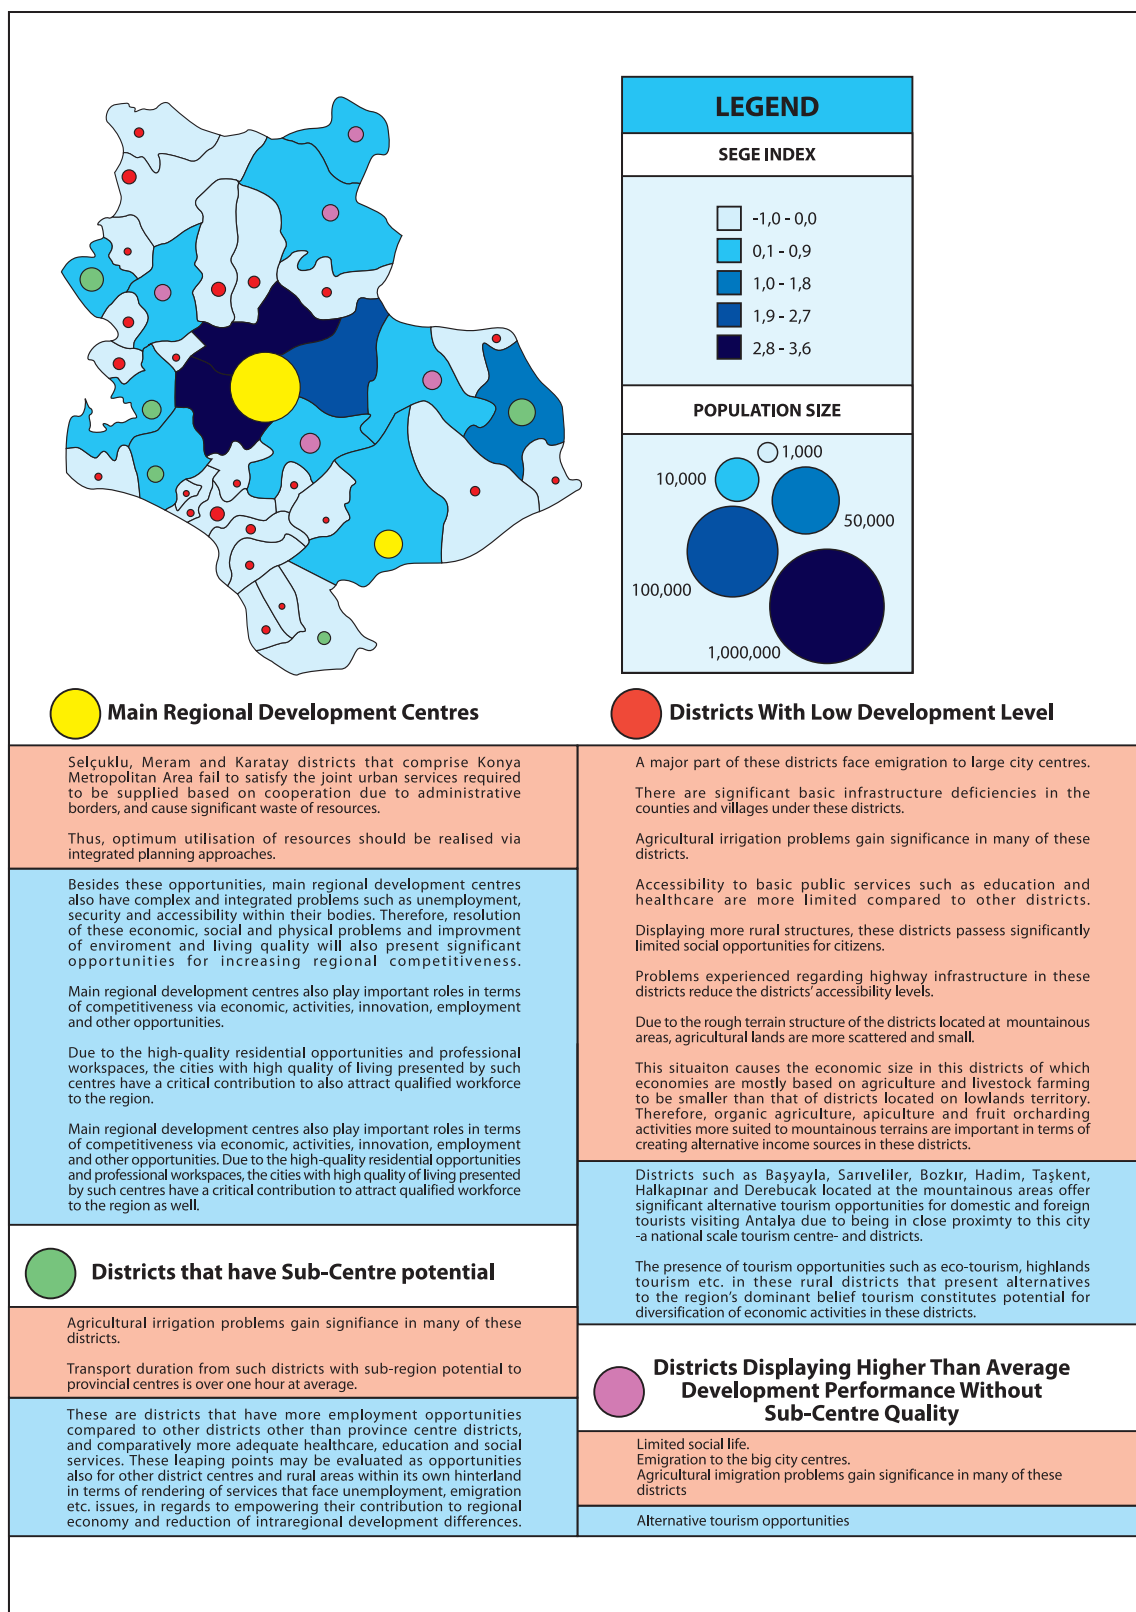 LEGEND
SEGE INDEX
-1,0 - 0,0
0,1 - 0,9
1,0 - 1,8
1,9 - 2,7
2,8 - 3,6
POPULATION SIZE
1,000
10,000
50,000
100,000
1,000,000
Main Regional Development Centres
Selçuklu, Meram and Karatay districts that comprise Konya
Metropolitan Area fail to satisfy the joint urban services required
to be supplied based on cooperation due to administrative
borders, and cause significant waste of resources.
Thus, optimum utilisation of resources should be realised via
integrated planning approaches.
Besides these opportunities, main regional development centres
also have complex and integrated problems such as unemployment,
security and accessibility within their bodies. Therefore, resolution
of these economic, social and physical problems and improvment
of enviroment and living quality will also present significant
opportunities for increasing regional competitiveness.
Main regional development centres also play important roles in terms
of competitiveness via economic, activities, innovation, employment
and other opportunities.
Due to the high-quality residential opportunities and professional
workspaces, the cities with high quality of living presented by such
centres have a critical contribution to also attract qualified workforce
to the region.
Main regional development centres also play important roles in terms
of competitiveness via economic, activities, innovation, employment
and other opportunities. Due to the high-quality residential opportunities
and professional workspaces, the cities with high quality of living presented
by such centres have a critical contribution to attract qualified workforce
to the region as well.
Districts that have Sub-Centre potential
Agricultural irrigation problems gain signifiance in many of these
districts.
Transport duration from such districts with sub-region potential to
provincial centres is over one hour at average.
These are districts that have more employment opportunities
compared to other districts other than province centre districts,
and comparatively more adequate healthcare, education and social
services. These leaping points may be evaluated as opportunities
also for other district centres and rural areas within its own hinterland
in terms of rendering of services that face unemployment, emigration
etc. issues, in regards to empowering their contribution to regional
economy and reduction of intraregional development differences.
Districts With Low Development Level
A major part of these districts face emigration to large city centres.
There are significant basic infrastructure deficiencies in the
counties and villages under these districts.
Agricultural irrigation problems gain significance in many of these
districts.
Accessibility to basic public services such as education and
healthcare are more limited compared to other districts.
Displaying more rural structures, these districts passess significantly
limited social opportunities for citizens.
Problems experienced regarding highway infrastructure in these
districts reduce the districts' accessibility levels.
Due to the rough terrain structure of the districts located at mountainous
areas, agricultural lands are more scattered and small.
This situaiton causes the economic size in this districts of which
economies are mostly based on agriculture and livestock farming
to be smaller than that of districts located on lowlands territory.
Therefore, organic agriculture, apiculture and fruit orcharding
activities more suited to mountainous terrains are important in terms of
creating alternative income sources in these districts.
Districts such as Başyayla, Sarıveliler, Bozkır, Hadim, Taşkent,
Halkapınar and Derebucak located at the mountainous areas offer
significant alternative tourism opportunities for domestic and foreign
tourists visiting Antalya due to being in close proximty to this city
-a national scale tourism centre- and districts.
The presence of tourism opportunities such as eco-tourism, highlands
tourism etc. in these rural districts that present alternatives
to the region's dominant belief tourism constitutes potential for
diversification of economic activities in these districts.
Districts Displaying Higher Than Average
Development Performance Without
Sub-Centre Quality
Limited social life.
Emigration to the big city centres.
Agricultural imigration problems gain significance in many of these
districts
Alternative tourism opportunities